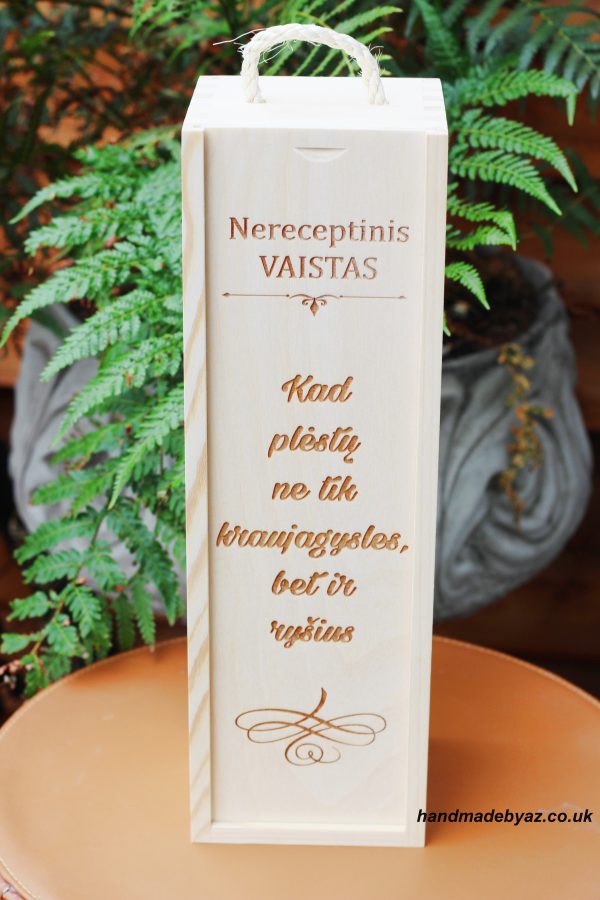 Nereceptinis
VAISTAS
Kad
plėstų
ne tik
kraujagysles,
bet ir
ryšius
handmadebyaz.co.uk